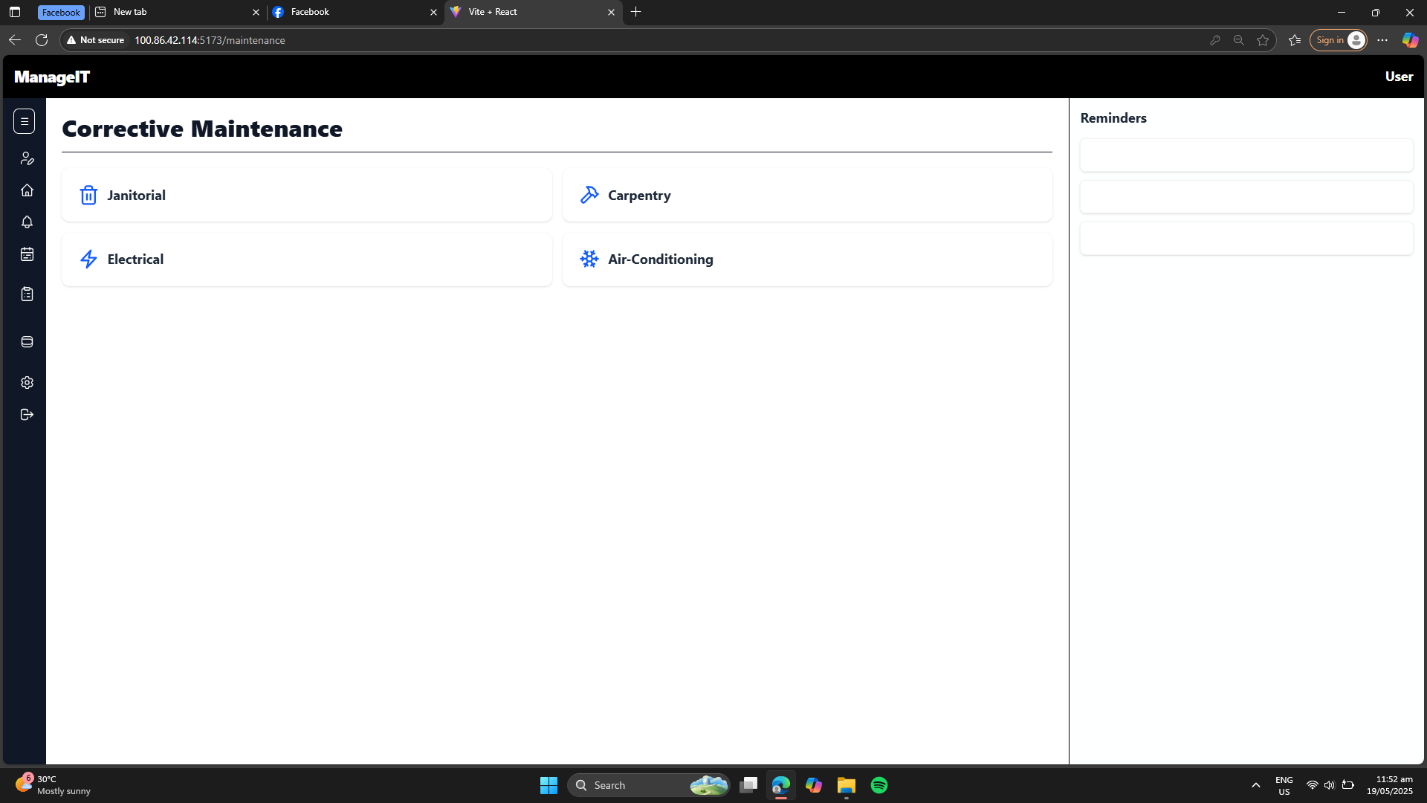 Facebook
New tab
Facebook
Vite + React
Not secure
100.86.42.114:5173/maintenance
Sign in
ManageIT
User
Corrective Maintenance
Reminders
Janitorial
Carpentry
Electrical
Air-Conditioning
6
30°C
Mostly sunny
Search
ENG
US
11:52 am
19/05/2025